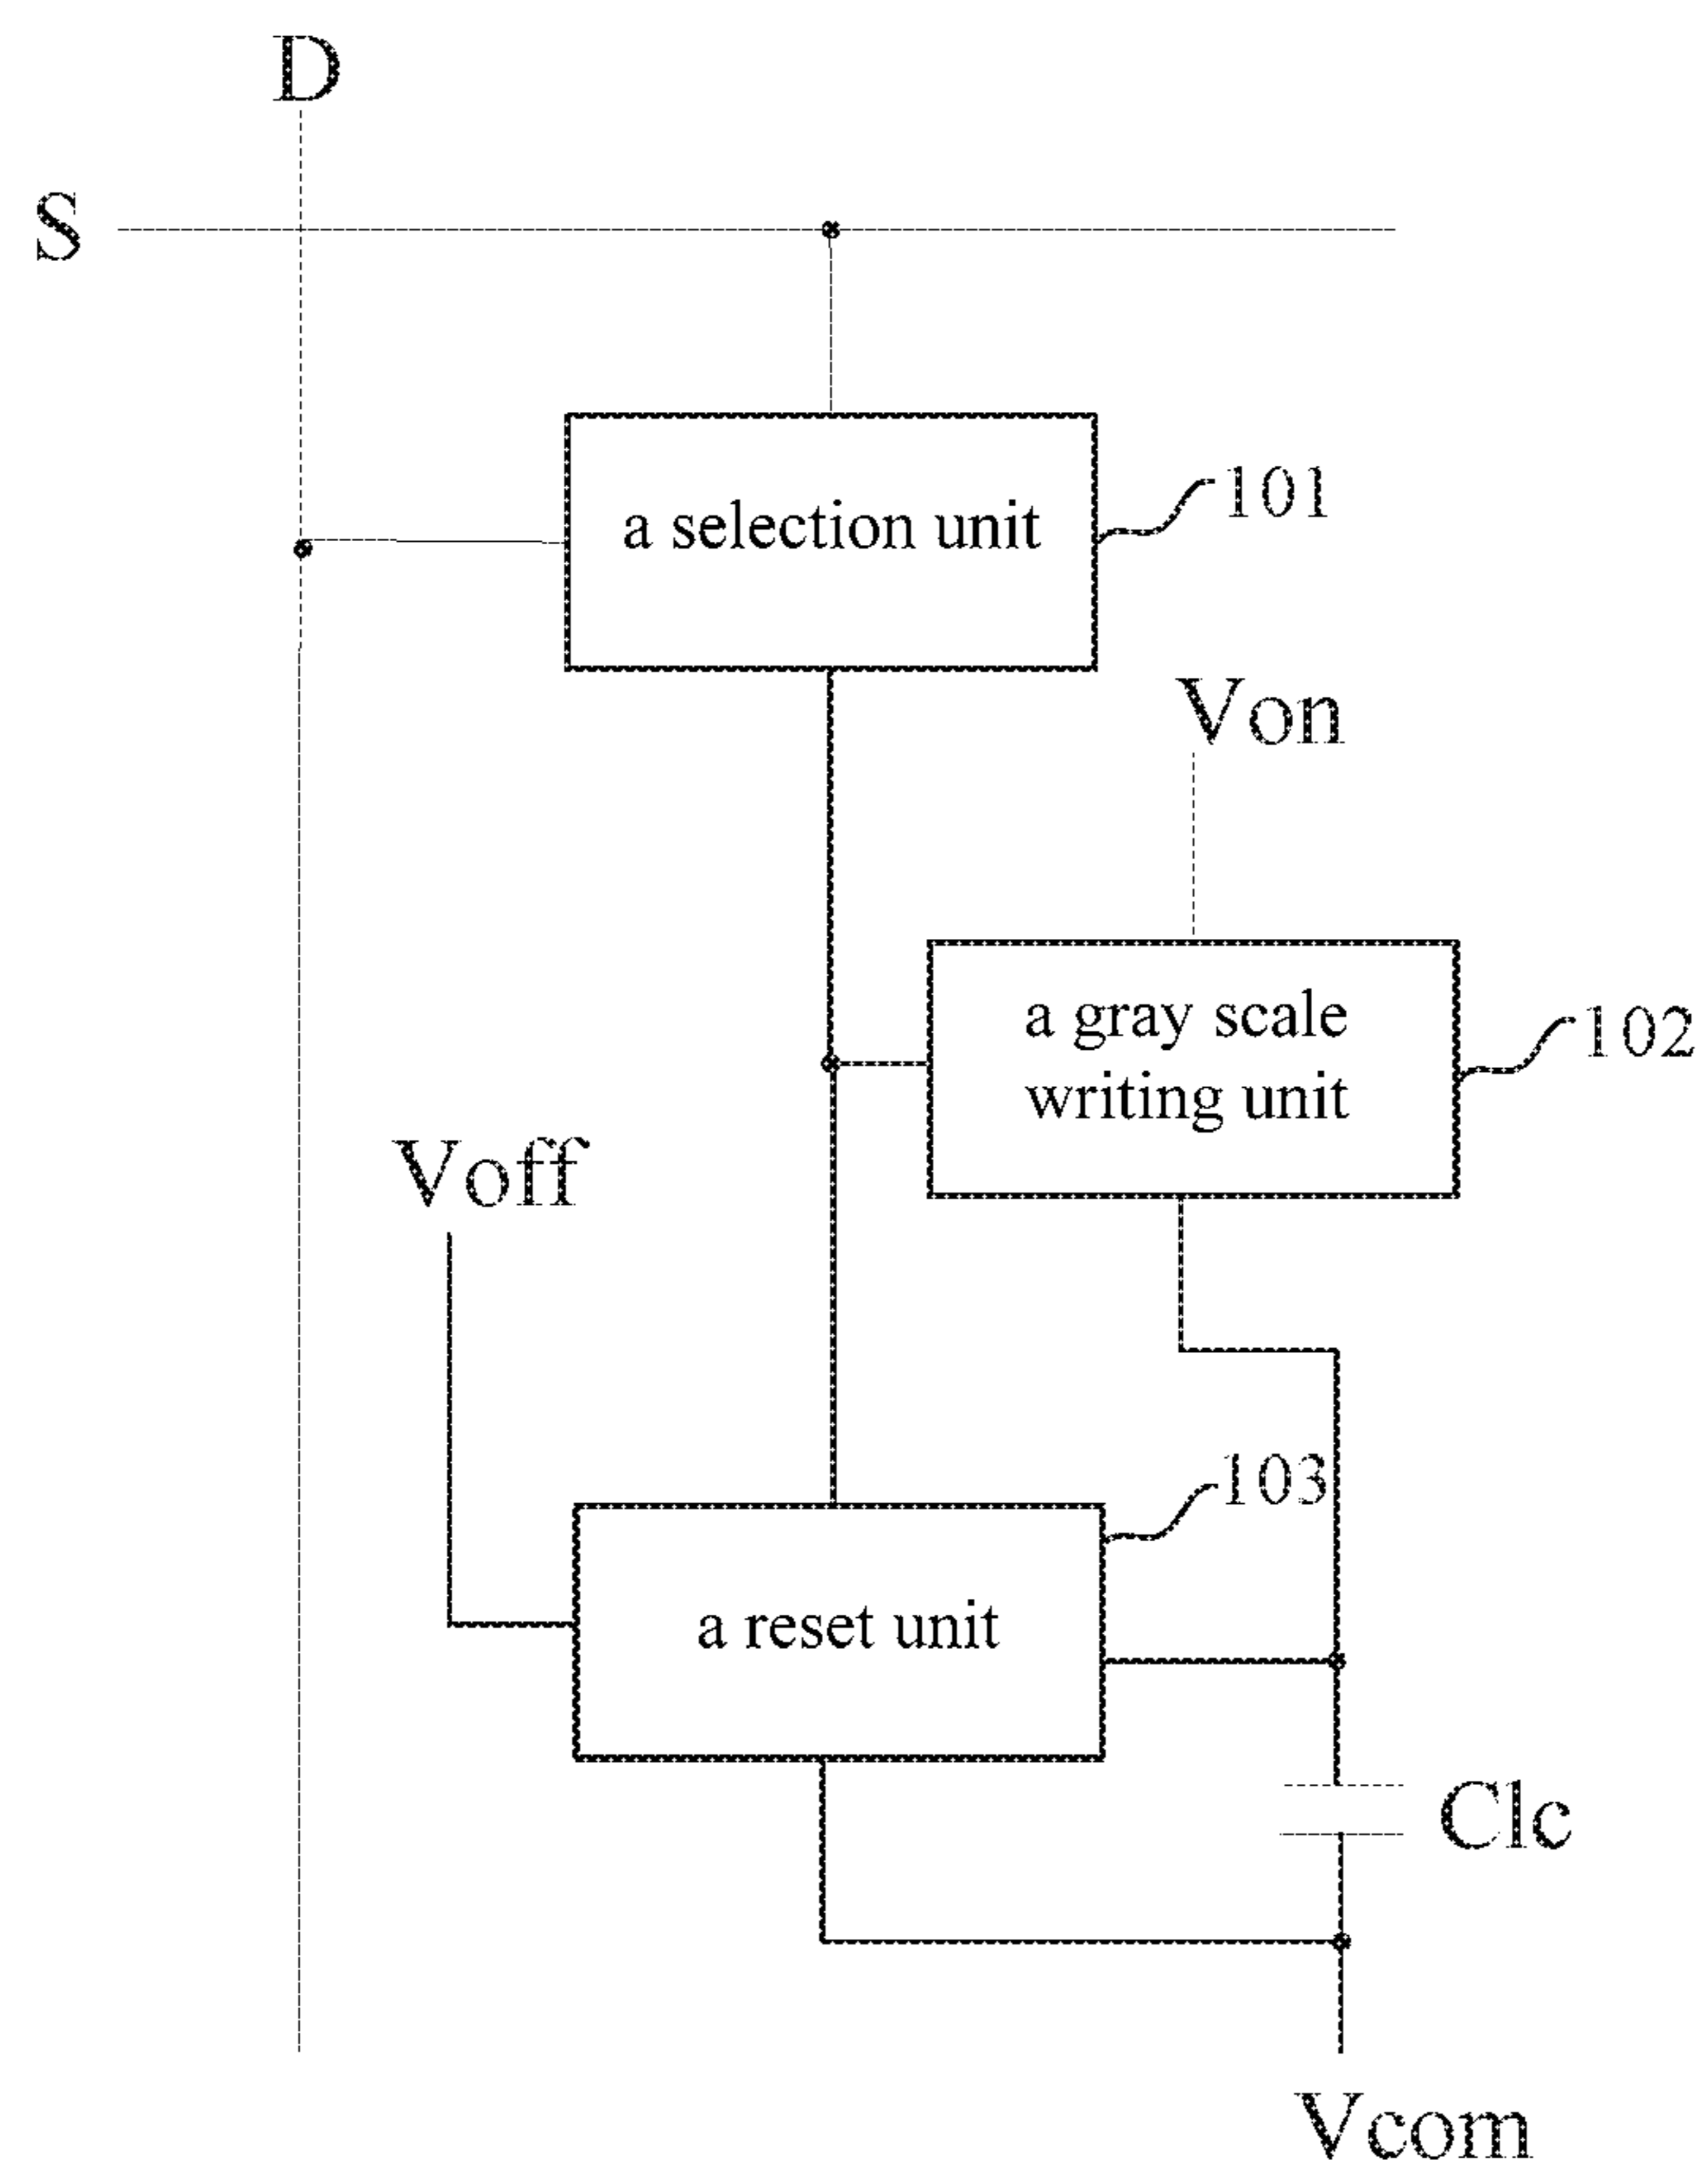 D
S
a selection unit
101
Von
a gray scale
writing unit
102
Voff
103
a reset unit
Clc
Vcom